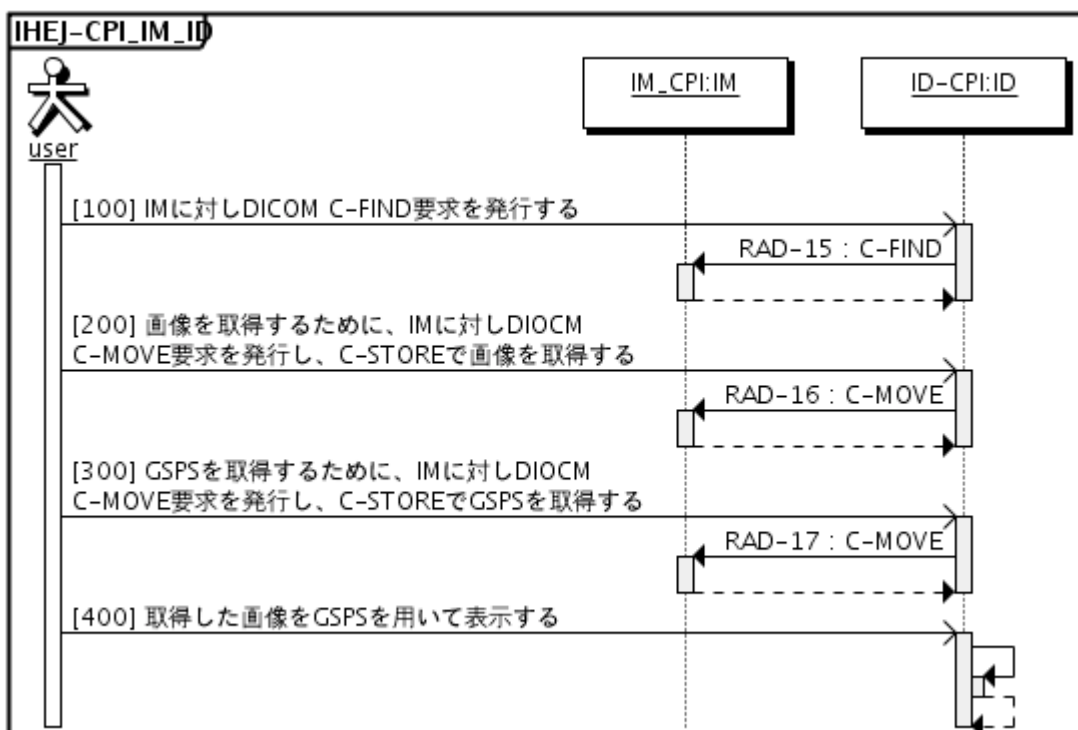 IHEJ-CPI_IM_ID
user
IM_CPI:IM
ID-CPI:ID
[100] IMに対しDICOM C-FIND要求を発行する
RAD-15 : C-FIND
[200] 画像を取得するために、IMに対しDIOCM
C-MOVE要求を発行し、C-STOREで画像を取得する
RAD-16 : C-MOVE
[300] GSPSを取得するために、IMに対しDIOCM
C-MOVE要求を発行し、C-STOREでGSPSを取得する
RAD-17 : C-MOVE
[400] 取得した画像をGSPSを用いて表示する